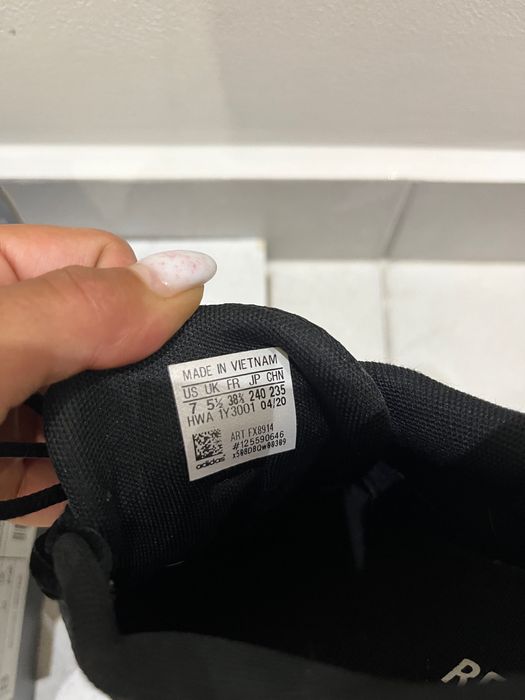 MADE IN VIETNAM
US UK FR JP CHN
7 5½ 38⅔ 240 235
HWA 1Y3001 04/20
ART FX8914
#125590646
adidas